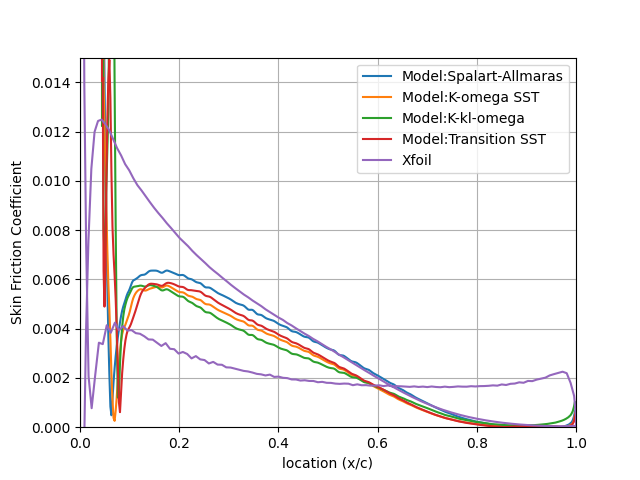 Model:Spalart-Allmaras
Model:K-omega SST
Model:K-kl-omega
Model:Transition SST
Xfoil
0.014
0.012
0.010
0.008
0.006
0.004
0.002
0.000
Skin Friction Coefficient
0.0 0.2 0.4 0.6 0.8 1.0
location (x/c)